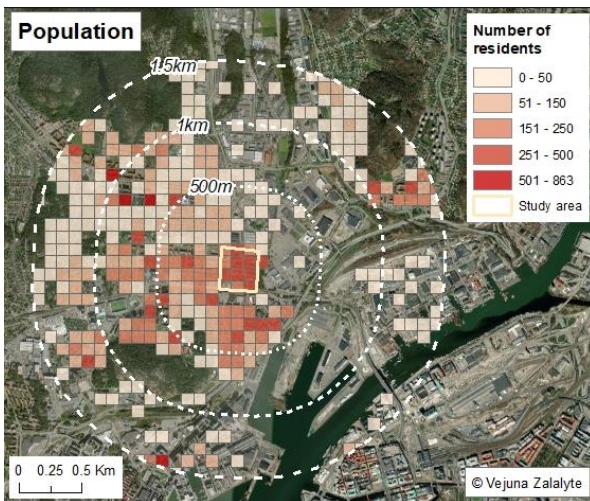 Population
Number of
residents
0 - 50
51 - 150
151 - 250
251 - 500
501 - 863
Study area
1.5km
1km
500m
0 0.25 0.5 Km
© Vejuna Zalalyte